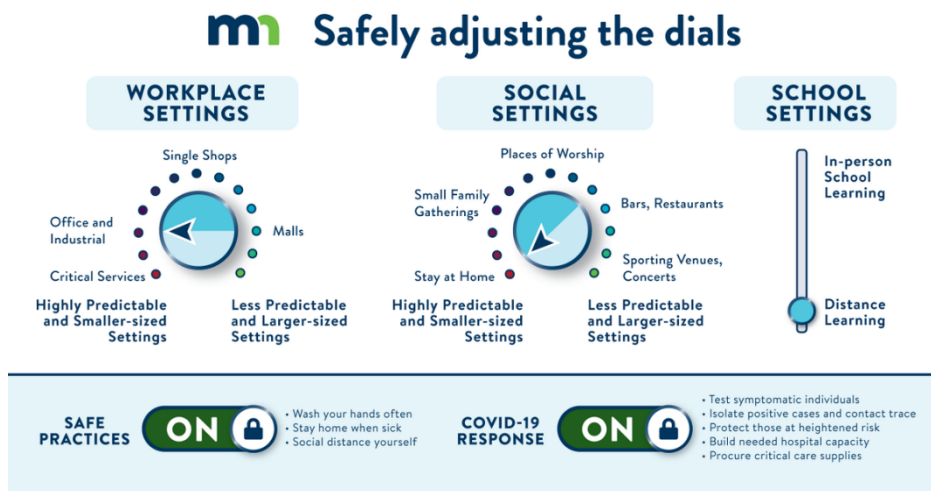 mn Safely adjusting the dials
WORKPLACE
SETTINGS
Single Shops
Office and
Industrial
Malls
Critical Services
Highly Predictable
and Smaller-sized
Settings
Less Predictable
and Larger-sized
Settings
SOCIAL
SETTINGS
Places of Worship
Small Family
Gatherings
Bars, Restaurants
Stay at Home
Sporting Venues,
Concerts
Highly Predictable
and Smaller-sized
Settings
Less Predictable
and Larger-sized
Settings
SCHOOL
SETTINGS
In-person
School
Learning
Distance
Learning
SAFE
PRACTICES
ON
• Wash your hands often
• Stay home when sick
• Social distance yourself
COVID-19
RESPONSE
ON
• Test symptomatic individuals
• Isolate positive cases and contact trace
• Protect those at heightened risk
• Build needed hospital capacity
• Procure critical care supplies